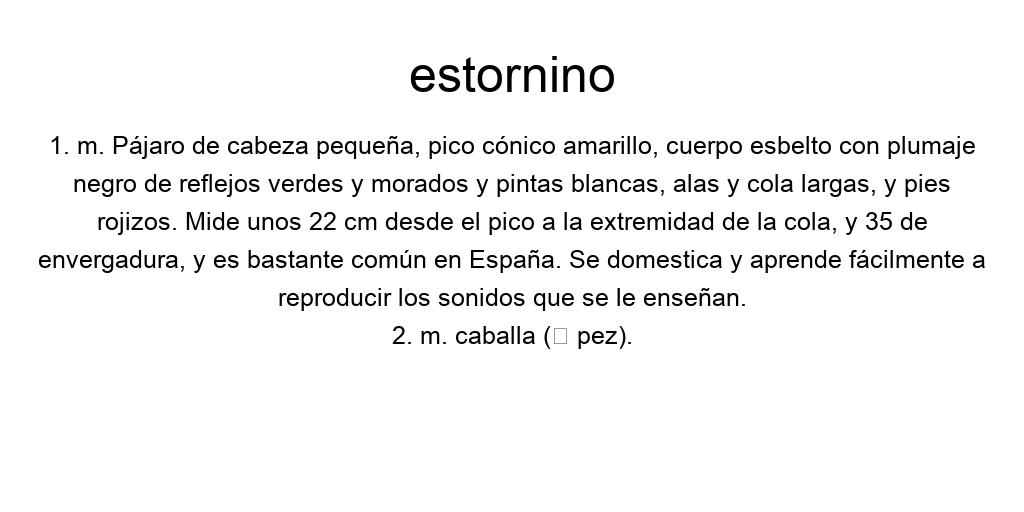 estornino
1. m. Pájaro de cabeza pequeña, pico cónico amarillo, cuerpo esbelto con plumaje
negro de reflejos verdes y morados y pintas blancas, alas y cola largas, y pies
rojizos. Mide unos 22 cm desde el pico a la extremidad de la cola, y 35 de
envergadura, y es bastante común en España. Se domestica y aprende fácilmente a
reproducir los sonidos que se le enseñan.
2. m. caballa (▯ pez).